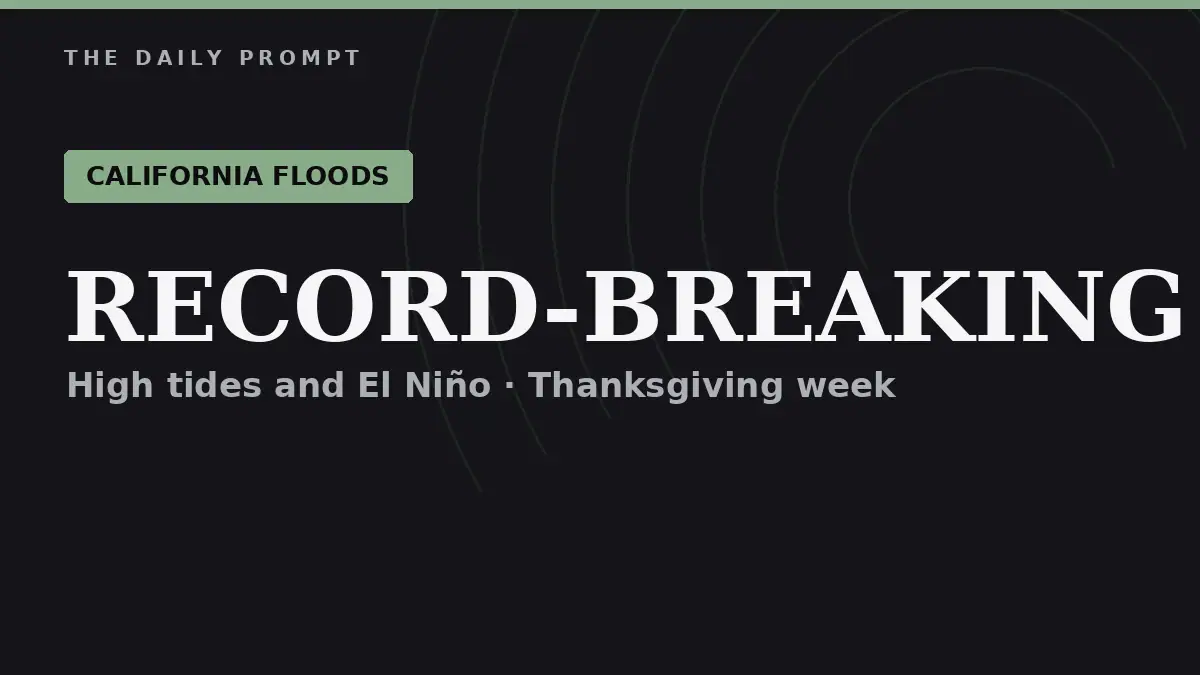 THE DAILY PROMPT
CALIFORNIA FLOODS
RECORD-BREAKING
High tides and El Niño · Thanksgiving week